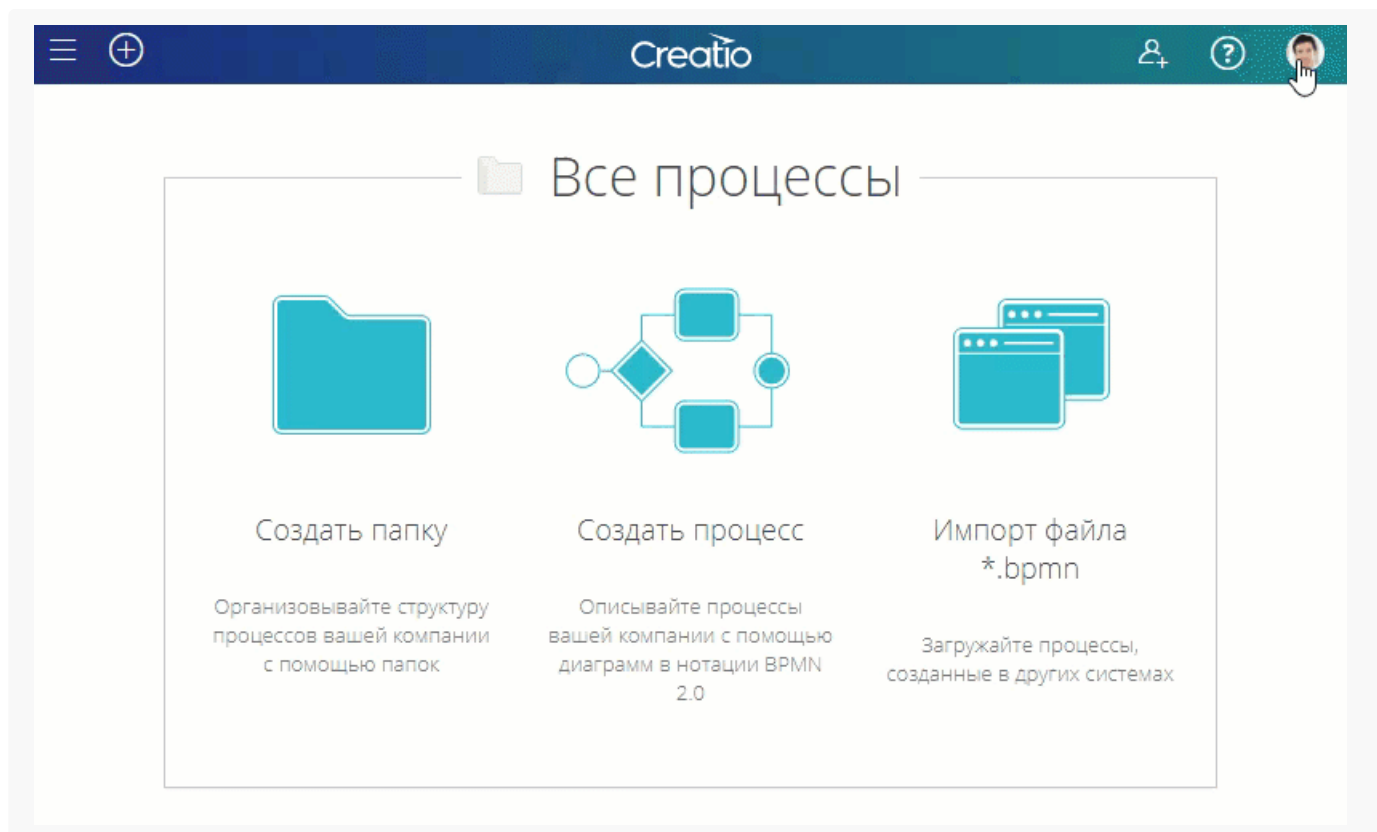 Creatio
Все процессы
Создать папку
Организовывайте структуру
процессов вашей компании
с помощью папок
Создать процесс
Описывайте процессы
вашей компании с помощью
диаграмм в нотации BPMN
2.0
Импорт файла
*.bpmn
Загружайте процессы,
созданные в других системах